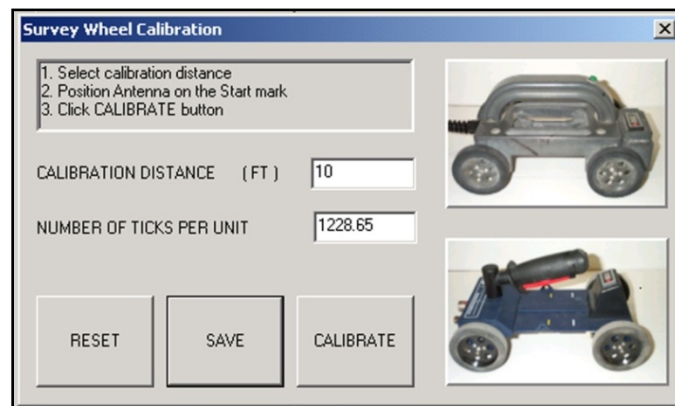 Survey Wheel Calibration
1. Select calibration distance
2. Position Antenna on the Start mark
3. Click CALIBRATE button
CALIBRATION DISTANCE ( FT ) 10
NUMBER OF TICKS PER UNIT 1228.65
RESET SAVE CALIBRATE